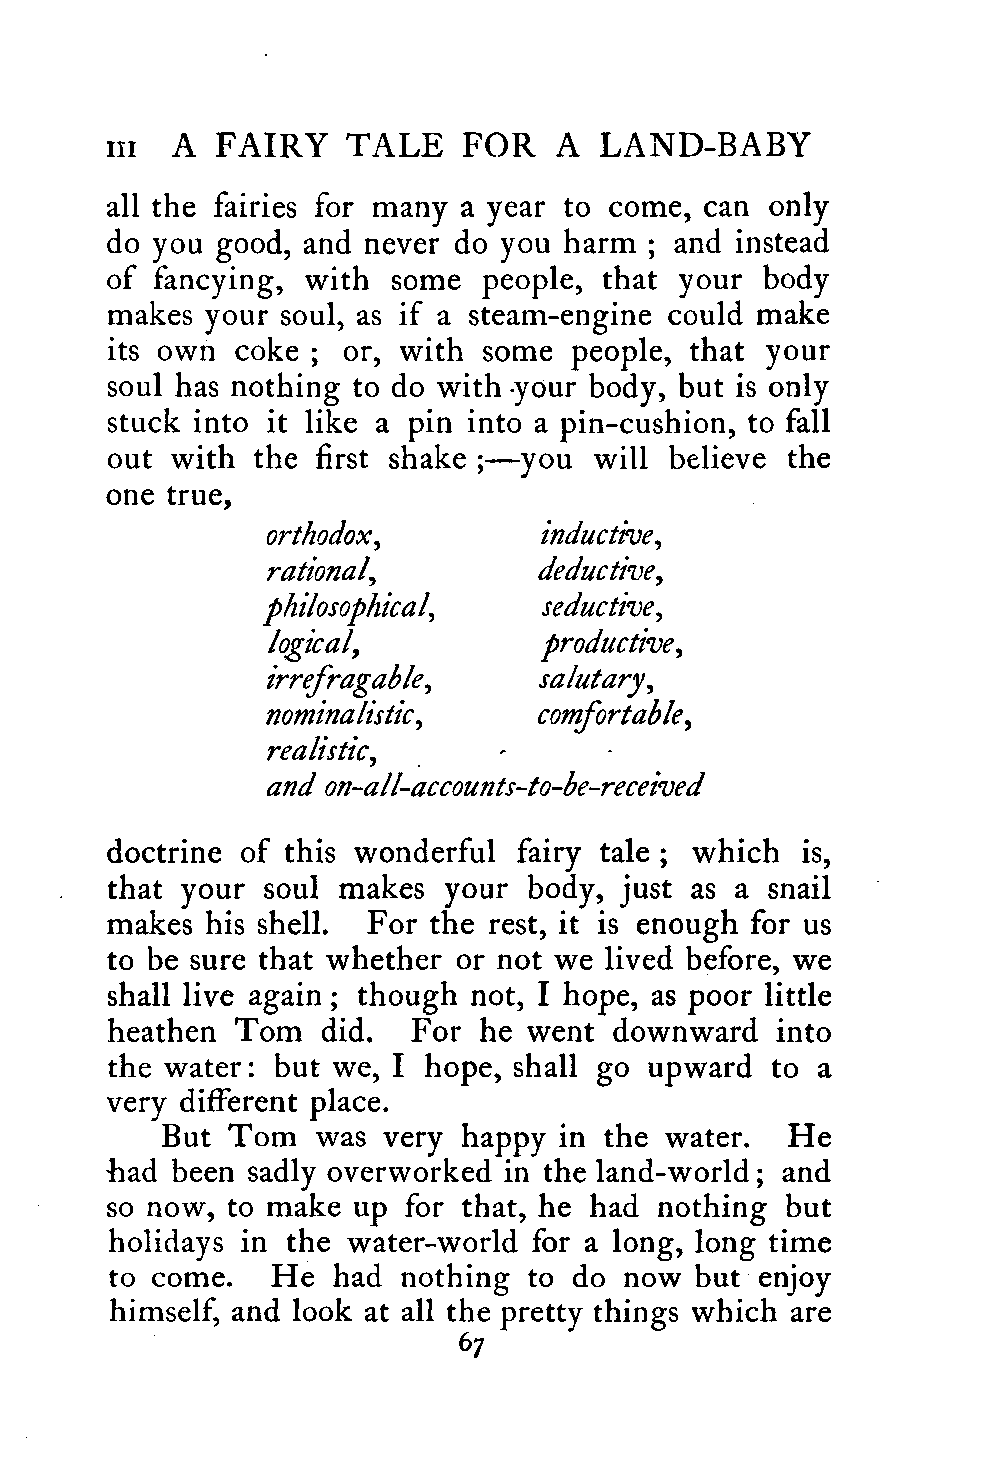 III A FAIRY TALE FOR A LAND-BABY
all the fairies for many a year to come, can only
do you good, and never do you harm ; and instead
of fancying, with some people, that your body
makes your soul, as if a steam-engine could make
its own coke ; or, with some people, that your
soul has nothing to do with your body, but is only
stuck into it like a pin into a pin-cushion, to fall
out with the first shake ;—you will believe the
one true,
orthodox, inductive,
rational, deductive,
philosophical, seductive,
logical, productive,
irrefragable, salutary,
nominalistic, comfortable,
realistic,
and on-all-accounts-to-be-received
doctrine of this wonderful fairy tale ; which is,
that your soul makes your body, just as a snail
makes his shell. For the rest, it is enough for us
to be sure that whether or not we lived before, we
shall live again ; though not, I hope, as poor little
heathen Tom did. For he went downward into
the water: but we, I hope, shall go upward to a
very different place.
But Tom was very happy in the water. He
had been sadly overworked in the land-world ; and
so now, to make up for that, he had nothing but
holidays in the water-world for a long, long time
to come. He had nothing to do now but enjoy
himself, and look at all the pretty things which are
67